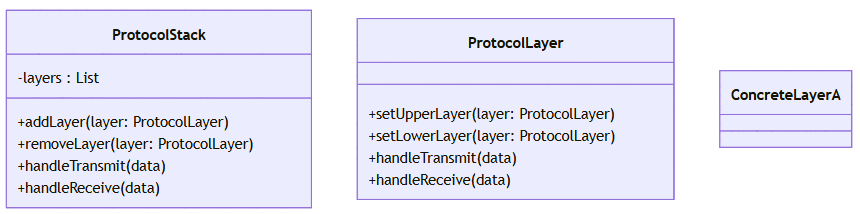 ProtocolStack
-layers : List
+addLayer(layer: ProtocolLayer)
+removeLayer(layer: ProtocolLayer)
+handleTransmit(data)
+handleReceive(data)
ProtocolLayer
+setUpperLayer(layer: ProtocolLayer)
+setLowerLayer(layer: ProtocolLayer)
+handleTransmit(data)
+handleReceive(data)
ConcreteLayerA